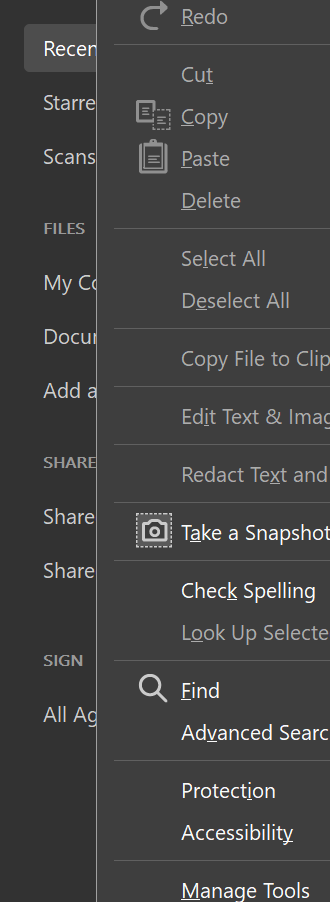 Recen
Starre
Scans
FILES
My Co
Docum
Add a
SHARE
Share
Share
SIGN
All Ag
Redo
Cut
Copy
Paste
Delete
Select All
Deselect All
Copy File to Clip
Edit Text & Imag
Redact Text and
Take a Snapshot
Check Spelling
Look Up Selecte
Find
Advanced Searc
Protection
Accessibility
Manage Tools